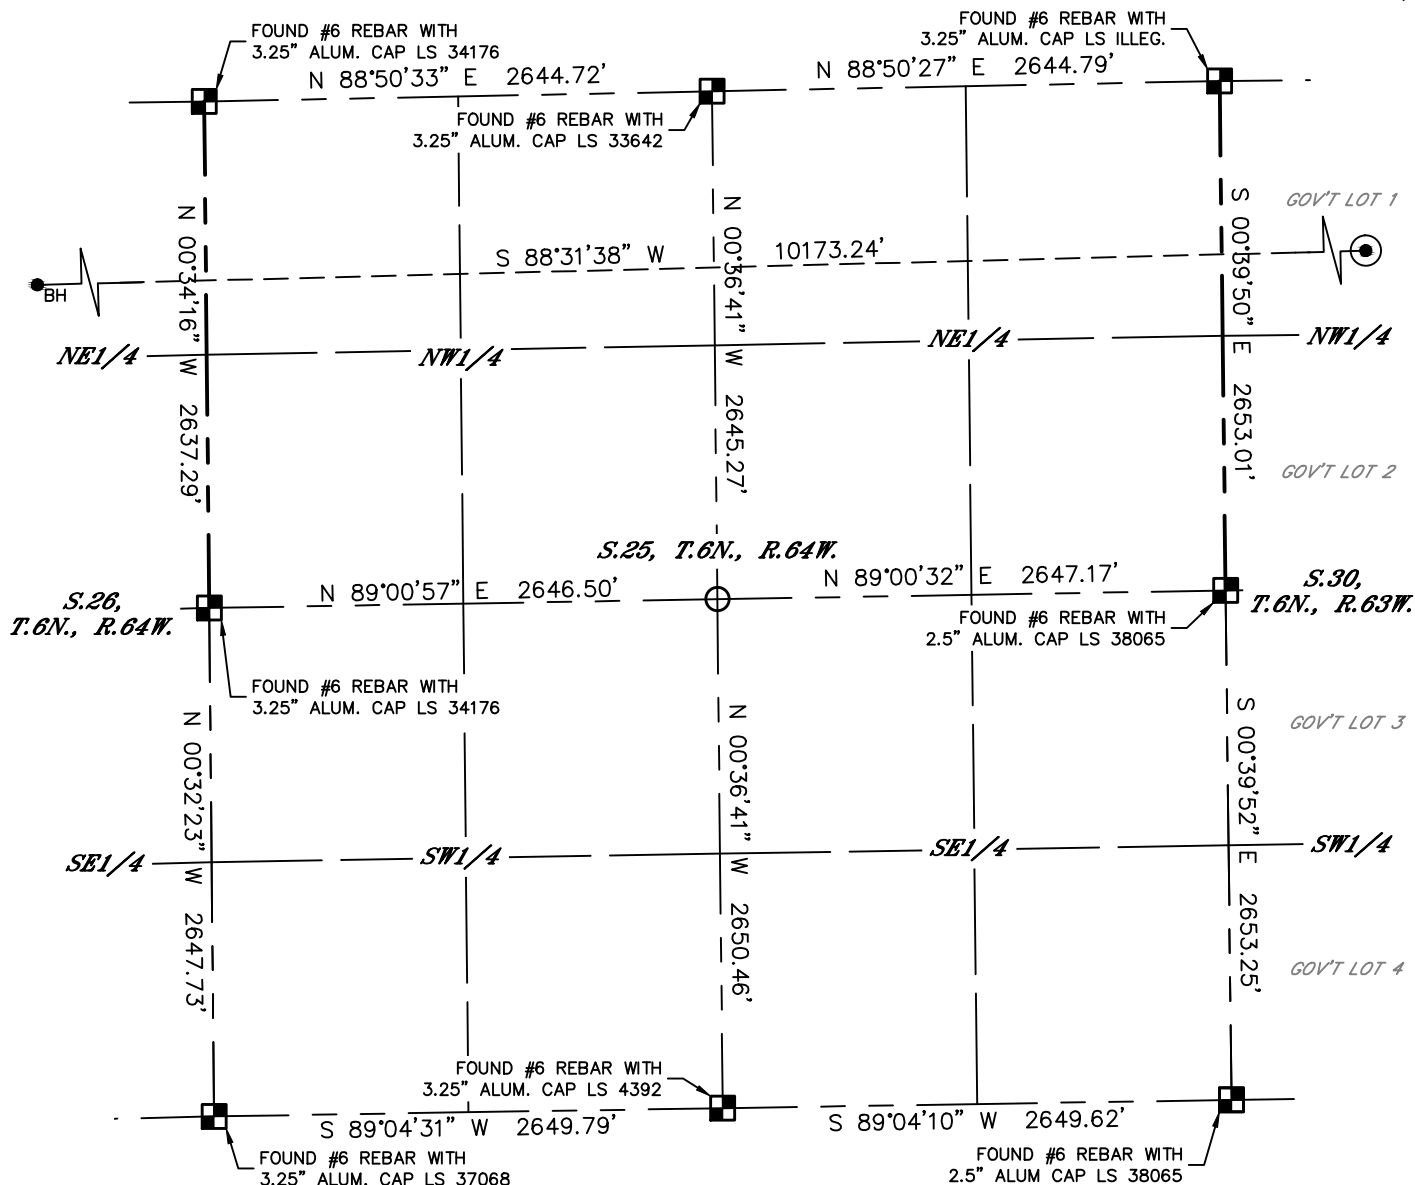 FOUND #6 REBAR WITH
3.25" ALUM. CAP LS 34176
FOUND #6 REBAR WITH
3.25" ALUM. CAP LS ILLEG.
N 88°50'33" E 2644.72'
N 88°50'27" E 2644.79'
FOUND #6 REBAR WITH
3.25" ALUM. CAP LS 33642
GOV'T LOT 1
N 00°34'16" W 2637.29'
N 00°36'41" W 2645.27'
S 00°39'50" E 2653.01'
S 88°31'38" W 10173.24'
BH
NE1/4
NW1/4
NE1/4
NW1/4
GOV'T LOT 2
S.25, T.6N., R.64W.
S.26,
T.6N., R.64W.
N 89°00'57" E 2646.50'
N 89°00'32" E 2647.17'
S.30,
T.6N., R.63W.
FOUND #6 REBAR WITH
2.5" ALUM. CAP LS 38065
FOUND #6 REBAR WITH
3.25" ALUM. CAP LS 34176
GOV'T LOT 3
N 00°32'23" W 2647.73'
N 00°36'41" W 2650.46'
S 00°39'52" E 2653.25'
SE1/4
SW1/4
SE1/4
SW1/4
GOV'T LOT 4
FOUND #6 REBAR WITH
3.25" ALUM. CAP LS 4392
S 89°04'31" W 2649.79'
S 89°04'10" W 2649.62'
FOUND #6 REBAR WITH
3.25" ALUM. CAP LS 37068
FOUND #6 REBAR WITH
2.5" ALUM CAP LS 38065